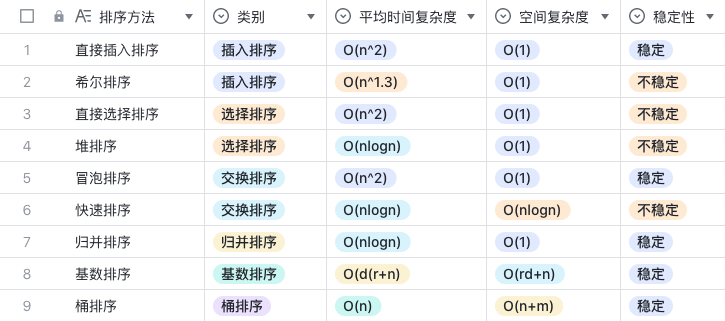 排序方法 类别 平均时间复杂度 空间复杂度 稳定性
1 直接插入排序 插入排序 O(n^2) O(1) 稳定
2 希尔排序 插入排序 O(n^1.3) O(1) 不稳定
3 直接选择排序 选择排序 O(n^2) O(1) 不稳定
4 堆排序 选择排序 O(nlogn) O(1) 不稳定
5 冒泡排序 交换排序 O(n^2) O(1) 稳定
6 快速排序 交换排序 O(nlogn) O(nlogn) 不稳定
7 归并排序 归并排序 O(nlogn) O(1) 稳定
8 基数排序 基数排序 O(d(r+n) O(rd+n) 稳定
9 桶排序 桶排序 O(n) O(n+m) 稳定